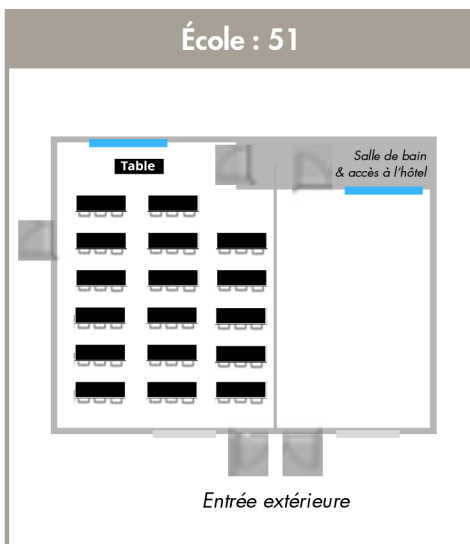 École : 51
Salle de bain
& accès à l'hôtel
Table
Entrée extérieure